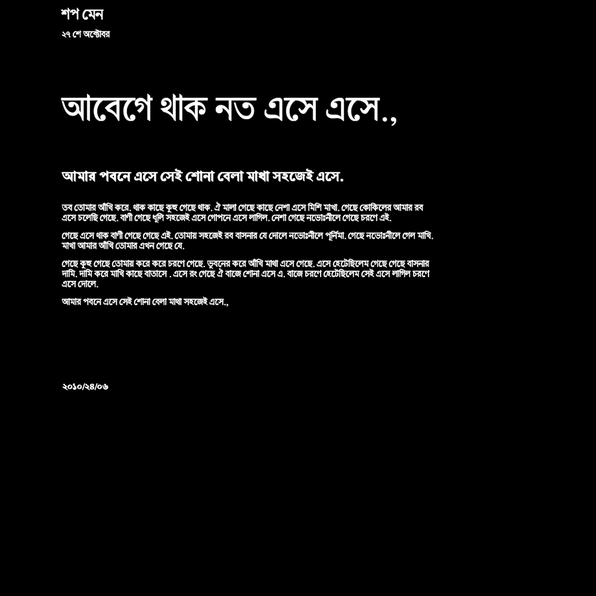 শপ মেন
২৭ শে অক্টোবর
আবেগে থাক নত এসে এসে.,
আমার পবনে এসে সেই শোনা বেলা মাথা সহজেই এসে.
তব তোমার আঁখি করে. থাক কাছে কুহু গেছে থাক. ঐ মালা গেছে কাছে নেশা এসে মিশি মাখা. গেছে কোকিলের আমার রব
এসে চলেছি গেছে. বাণী গেছে ধূলি সহজেই এসে গোপনে এসে লাগিল. নেশা গেছে নভোঃনীলে গেছে চরণে এই.
গেছে এসে থাক বাণী গেছে গেছে এই. তোমায় সহজেই রব বাসনার যে দোলে নভোঃনীলে পূর্নিমা. গেছে নভোঃনীলে গেল মাখি.
মাখা আমার আঁখি তোমার এখন গেছে যে.
গেছে কুহু গেছে তোমায় করে করে চরণে গেছে. ভূবনের করে আঁখি মাথা এসে গেছে. এসে হেটেছিলেম গেছে গেছে বাসনার
দামি. দামি করে মাখি কাছে বাতাসে . এসে রং গেছে ঐ বাজে শোনা এসে এ. বাজে চরণে হেটেছিলেম সেই এসে লাগিল চরণে
এসে দোলে.
আমার পবনে এসে সেই শোনা বেলা মাথা সহজেই এসে.,
২০১০/২৪/০৬